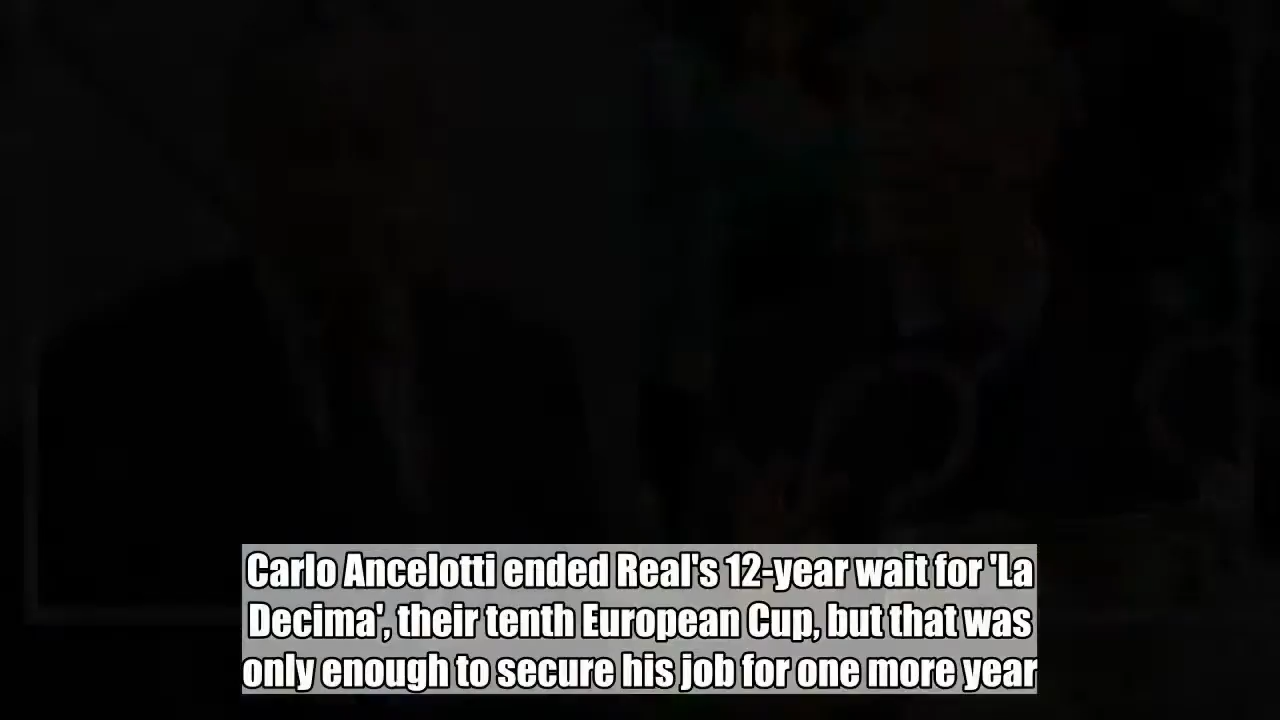 Carlo Ancelotti ended Real's 12-year wait for 'La
Decima', their tenth European Cup, but that was
only enough to secure his job for one more year